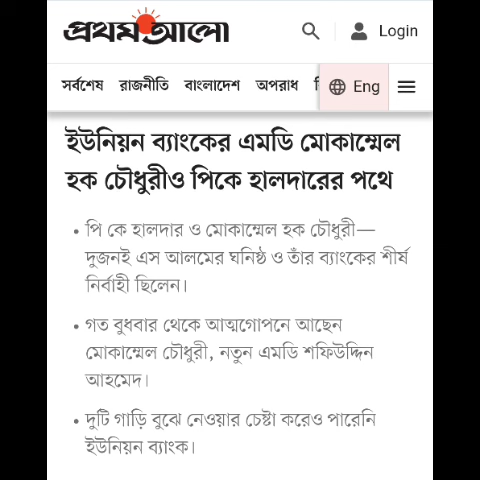 প্রথম আলো
Login
সর্বশেষ রাজনীতি বাংলাদেশ অপরাধ Eng
ইউনিয়ন ব্যাংকের এমডি মোকাম্মেল
হক চৌধুরীও পিকে হালদারের পথে
• পি কে হালদার ও মোকাম্মেল হক চৌধুরী—
দুজনই এস আলমের ঘনিষ্ঠ ও তাঁর ব্যাংকের শীর্ষ
নির্বাহী ছিলেন।
• গত বুধবার থেকে আত্মগোপনে আছেন
মোকাম্মেল চৌধুরী, নতুন এমডি শফিউদ্দিন
আহমেদ।
• দুটি গাড়ি বুঝে নেওয়ার চেষ্টা করেও পারেনি
ইউনিয়ন ব্যাংক।